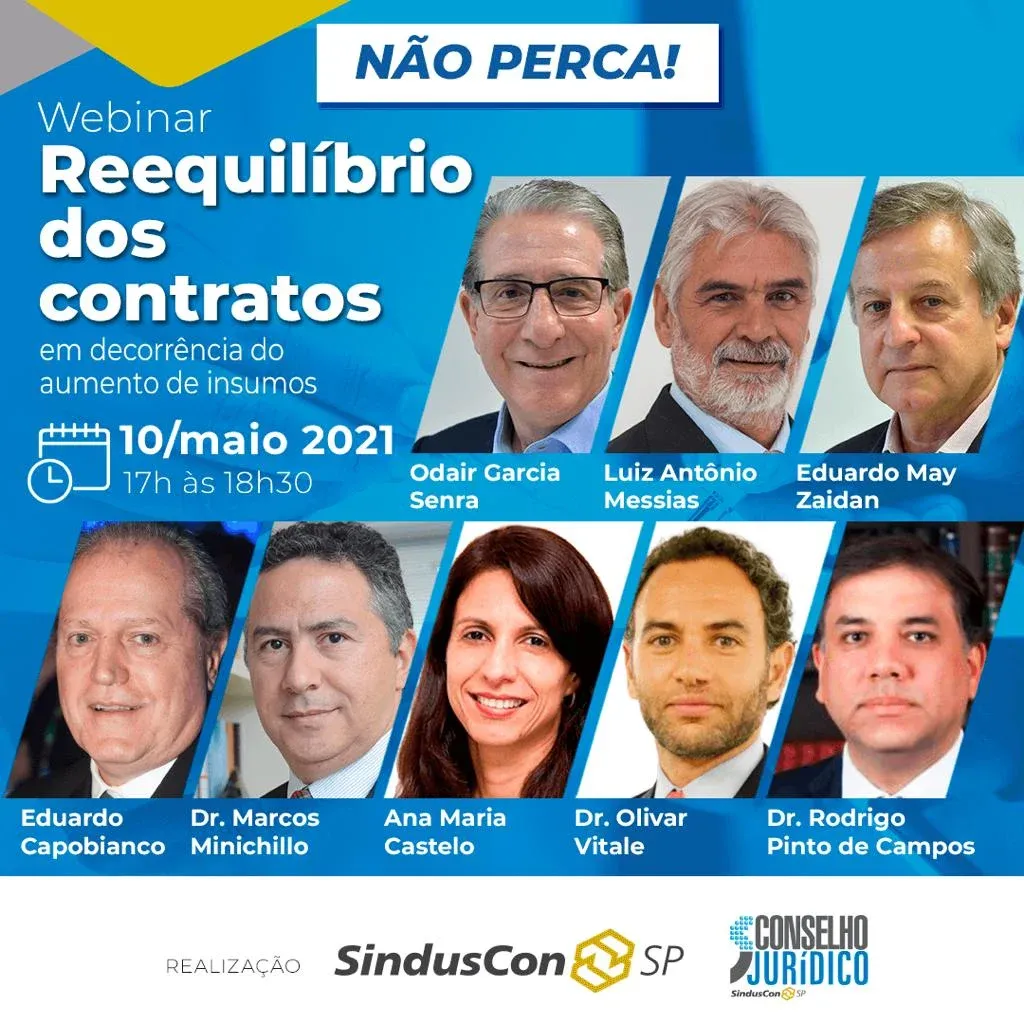 NÃO PERCA!
Webinar
Reequilíbrio
dos
contratos
em decorrência do
aumento de insumos
10/maio 2021
17h às 18h30
Odair Garcia
Senra
Luiz Antônio
Messias
Eduardo May
Zaidan
Eduardo
Capobianco
Dr. Marcos
Minichillo
Ana Maria
Castelo
Dr. Olivar
Vitale
Dr. Rodrigo
Pinto de Campos
REALIZAÇÃO
SindusCon SP
CONSELHO
JURÍDICO
SindusCon SP